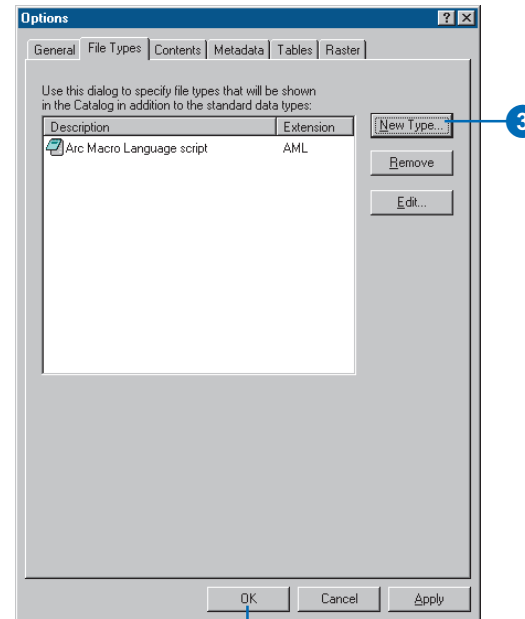 Options
General File Types Contents Metadata Tables Raster
Use this dialog to specify file types that will be shown
in the Catalog in addition to the standard data types:
Description Extension
Arc Macro Language script AML
New Type...
3
Remove
Edit...
OK Cancel Apply